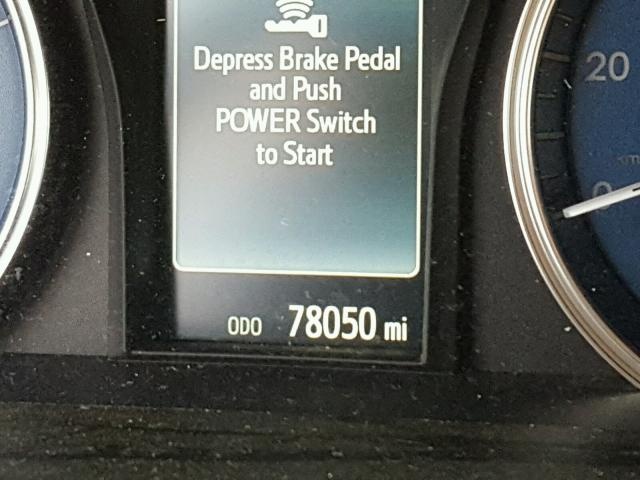 Depress Brake Pedal
and Push
POWER Switch
to Start
20
0
ODO 78050 mi